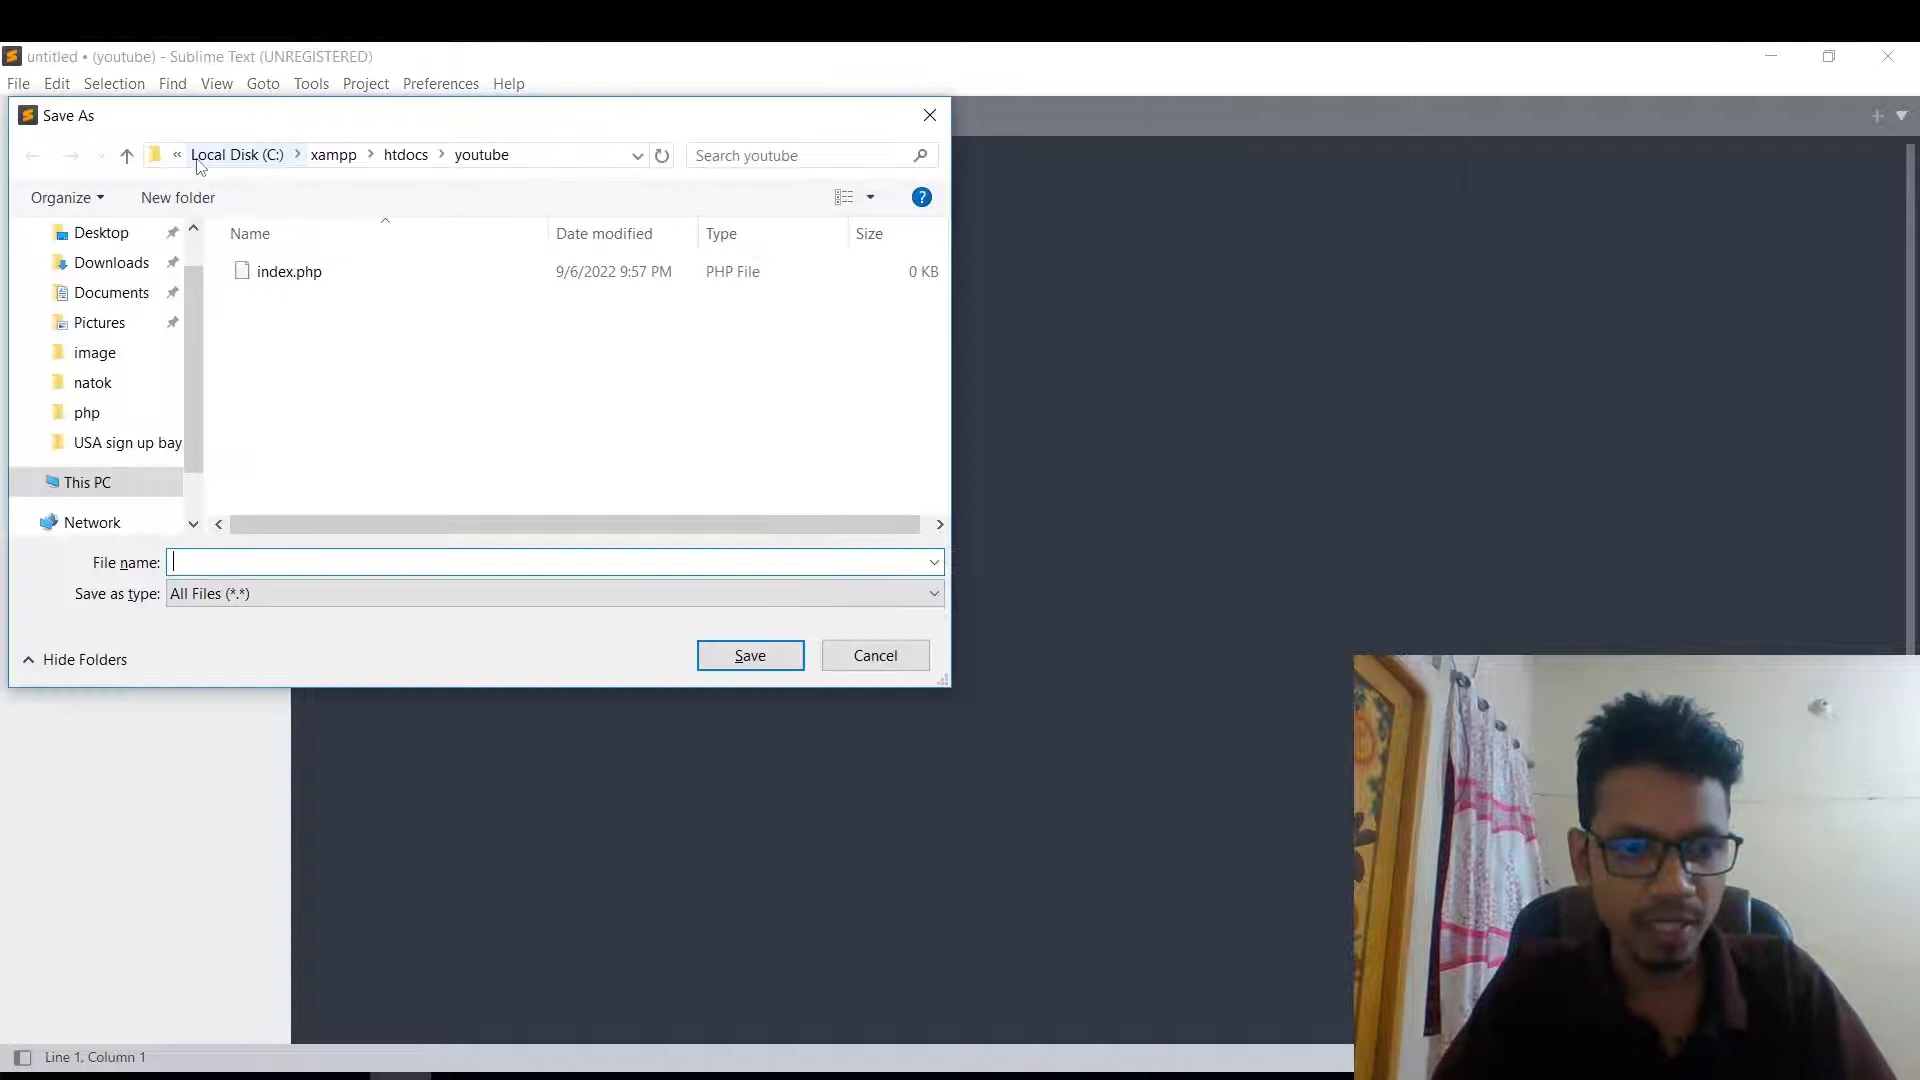 untitled • (youtube) - Sublime Text (UNREGISTERED)
File Edit Selection Find View Goto Tools Project Preferences Help
Save As
« Local Disk (C:) > xampp > htdocs > youtube
Search youtube
Organize
New folder
Desktop
Downloads
Documents
Pictures
image
natok
php
USA sign up bay
This PC
Network
Name Date modified Type Size
index.php 9/6/2022 9:57 PM PHP File 0 KB
File name:
Save as type: All Files (*.*)
Hide Folders
Save
Cancel
Line 1, Column 1